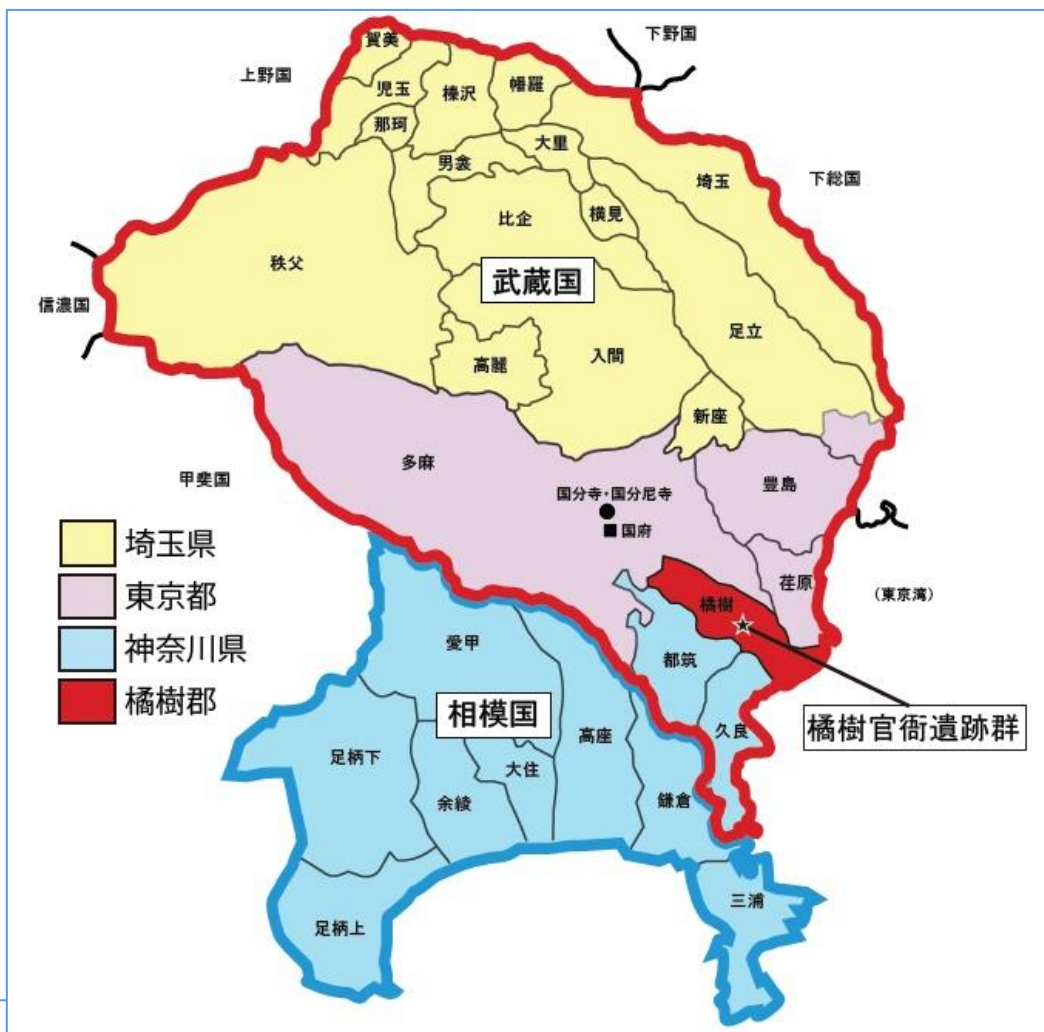 賀美
下野国
上野国
児玉
榛沢
幡羅
那珂
大里
男衾
埼玉
下総国
比企
横見
秩父
武蔵国
信濃国
足立
高麗
入間
新座
多麻
豊島
甲斐国
国分寺・国分尼寺
国府
埼玉県
東京都
神奈川県
橘樹郡
荏原
橘樹
(東京湾)
愛甲
都筑
相模国
久良
橘樹官衙遺跡群
高座
足柄下
大住
余綾
鎌倉
三浦
足柄上